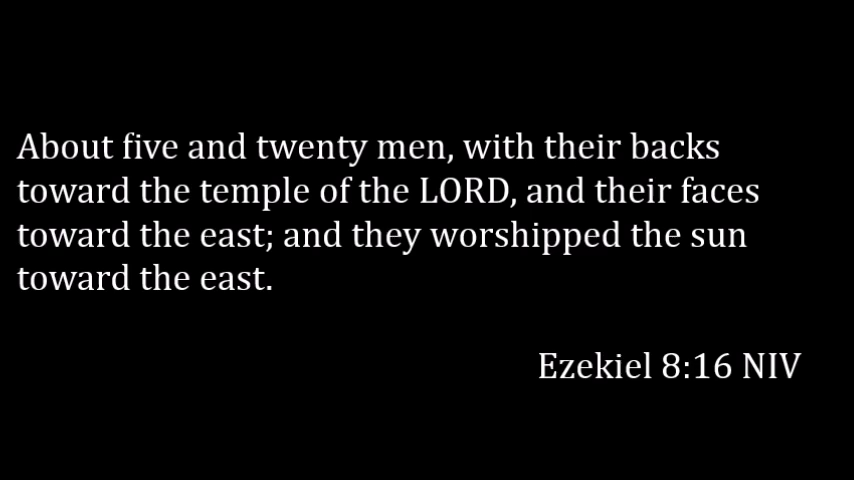 About five and twenty men, with their backs
toward the temple of the LORD, and their faces
toward the east; and they worshipped the sun
toward the east.
Ezekiel 8:16 NIV